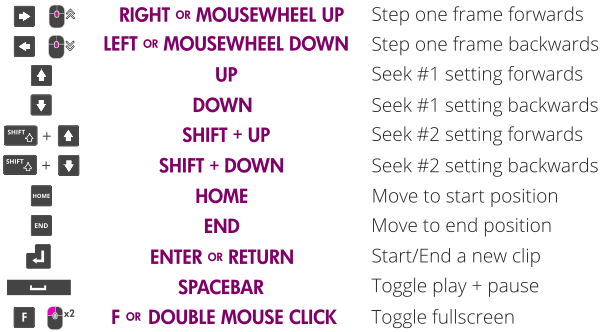 RIGHT OR MOUSEWHEEL UP Step one frame forwards
LEFT OR MOUSEWHEEL DOWN Step one frame backwards
UP Seek #1 setting forwards
DOWN Seek #1 setting backwards
SHIFT + SHIFT + UP Seek #2 setting forwards
SHIFT + SHIFT + DOWN Seek #2 setting backwards
HOME HOME Move to start position
END END Move to end position
ENTER OR RETURN Start/End a new clip
SPACEBAR Toggle play + pause
F x2 F OR DOUBLE MOUSE CLICK Toggle fullscreen